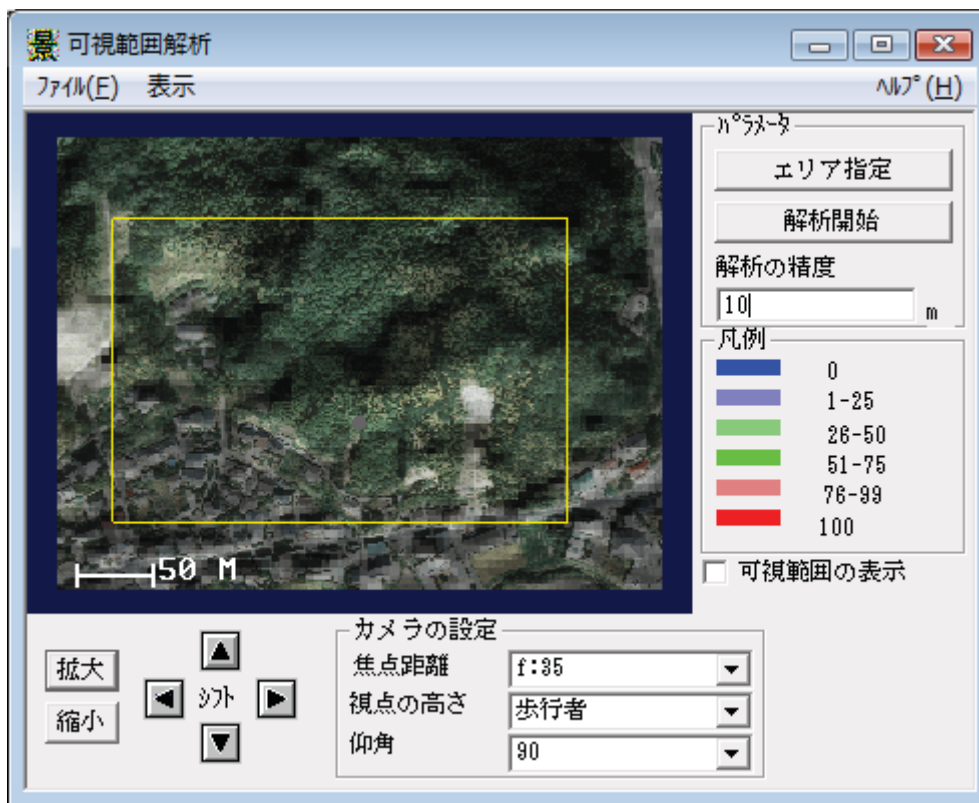 景 可視範囲解析
ﾌｧｲﾙ(F) 表示 ﾍﾙﾌﾟ(H)
ﾊﾟﾗﾒｰﾀ
エリア指定
解析開始
解析の精度
10 m
凡例
0
1-25
26-50
51-75
76-99
100
可視範囲の表示
50 M
拡大
縮小
ｼﾌﾄ
カメラの設定
焦点距離 f:35
視点の高さ 歩行者
仰角 90